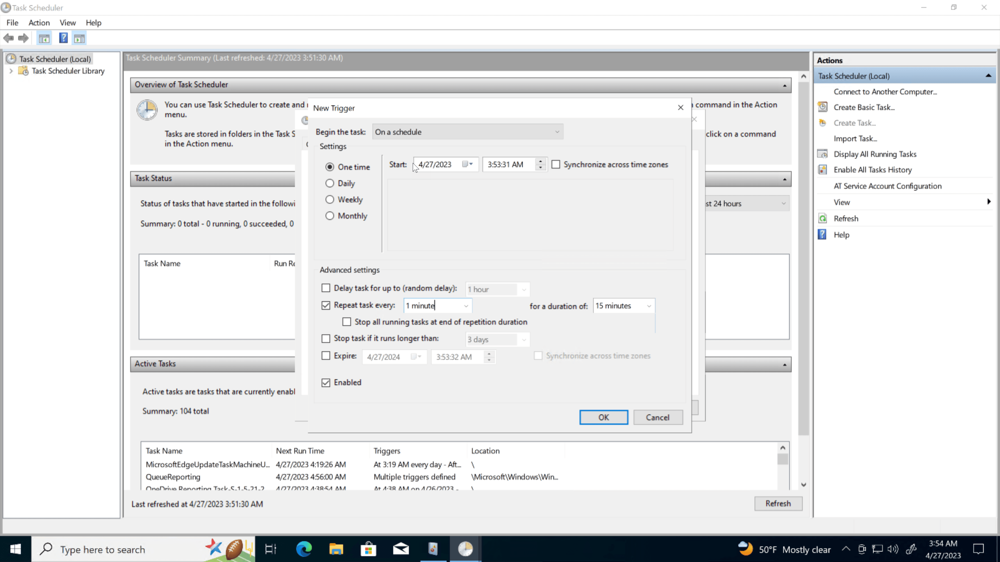 Task Scheduler
File Action View Help
Task Scheduler (Local)
Task Scheduler Library
Task Scheduler Summary (Last refreshed: 4/27/2023 3:51:30 AM)
Overview of Task Scheduler
You can use Task Scheduler to create and
menu.
command in the Action
Tasks are stored in folders in the Task S
click on a command
in the Action menu.
Task Status
Status of tasks that have started in the followi
st 24 hours
Summary: 0 total - 0 running, 0 succeeded, 0
Task Name Run Re
Active Tasks
Active tasks are tasks that are currently enabl
Summary: 104 total
Task Name Next Run Time Triggers Location
MicrosoftEdgeUpdateTaskMachineU... 4/27/2023 4:19:26 AM At 3:19 AM every day - Aft... \
QueueReporting 4/27/2023 4:56:00 AM Multiple triggers defined \Microsoft\Windows\Win...
OneDrive Reporting Task-S-1-5-21-2 4/27/2023 4:38:54 AM At 4:38 AM on 4/26/2023 - \
Last refreshed at 4/27/2023 3:51:30 AM
Refresh
New Trigger
Begin the task: On a schedule
Settings
One time
Daily
Weekly
Monthly
Start: 4/27/2023 3:53:31 AM Synchronize across time zones
Advanced settings
Delay task for up to (random delay): 1 hour
Repeat task every: 1 minute for a duration of: 15 minutes
Stop all running tasks at end of repetition duration
Stop task if it runs longer than: 3 days
Expire: 4/27/2024 3:53:32 AM Synchronize across time zones
Enabled
OK Cancel
Actions
Task Scheduler (Local)
Connect to Another Computer...
Create Basic Task...
Create Task...
Import Task...
Display All Running Tasks
Enable All Tasks History
AT Service Account Configuration
View
Refresh
Help
Type here to search
50°F Mostly clear
3:54 AM
4/27/2023